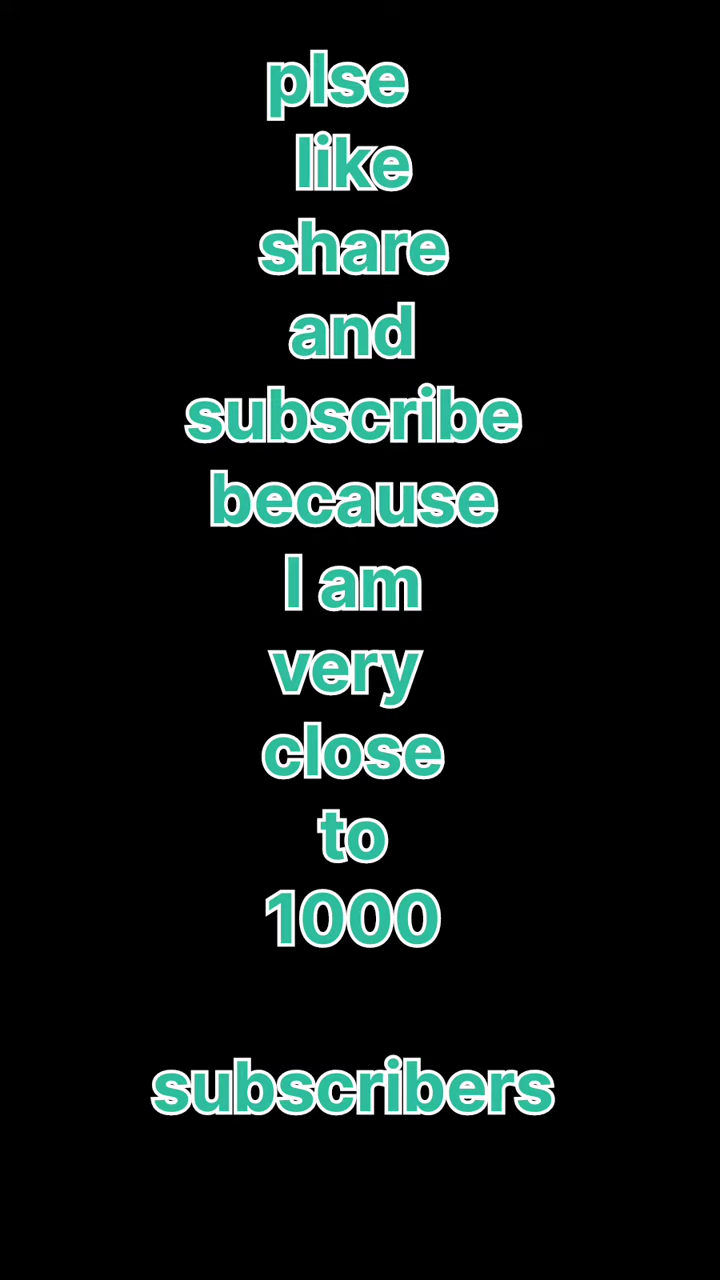 plse
like
share
and
subscribe
because
I am
very
close
to
1000
subscribers